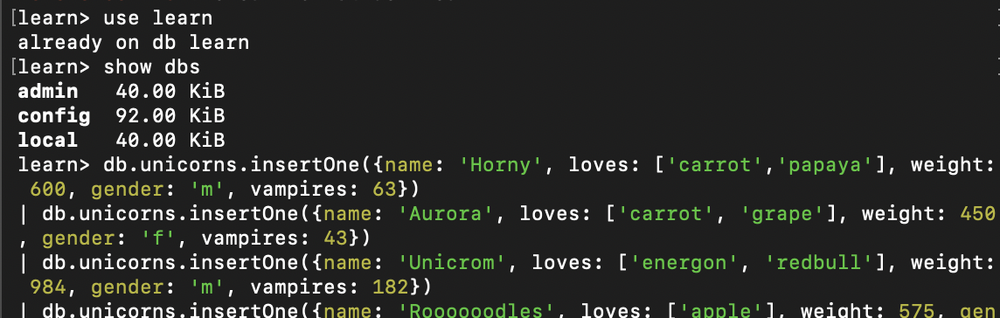 [learn> use learn
already on db learn
[learn> show dbs
admin   40.00 KiB
config  92.00 KiB
local   40.00 KiB
learn> db.unicorns.insertOne({name: 'Horny', loves: ['carrot','papaya'], weight:
600, gender: 'm', vampires: 63})
| db.unicorns.insertOne({name: 'Aurora', loves: ['carrot', 'grape'], weight: 450
, gender: 'f', vampires: 43})
| db.unicorns.insertOne({name: 'Unicrom', loves: ['energon', 'redbull'], weight:
984, gender: 'm', vampires: 182})
| db.unicorns.insertOne({name: 'Roooooodles', loves: ['apple'], weight: 575, gen